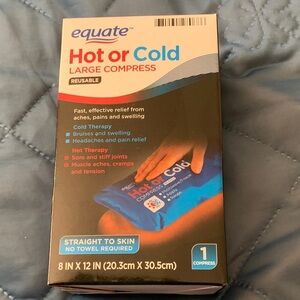 equate™
Hot or Cold
LARGE COMPRESS
REUSABLE
Fast, effective relief from
aches, pains and swelling
Cold Therapy
Bruises and swelling
Headaches and pain relief
Hot Therapy
Sore and stiff joints
Muscle aches, cramps
and tension
equate
Hot or Cold
COMPRESS
STRAIGHT TO SKIN
NO TOWEL REQUIRED
1
COMPRESS
8 IN X 12 IN (20.3cm X 30.5cm)